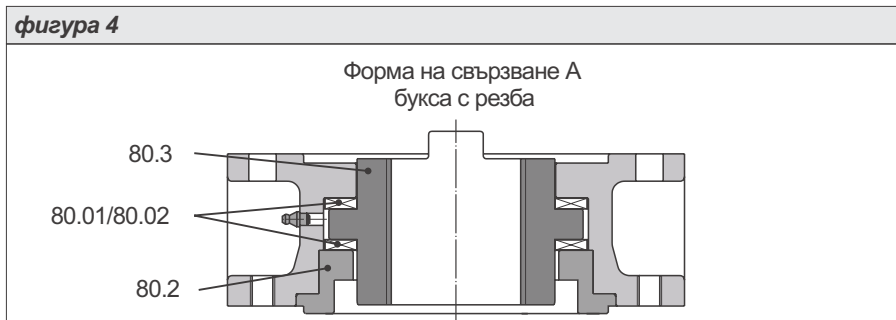 фигура 4
Форма на свързване A
букса с резба
80.3
80.01/80.02
80.2